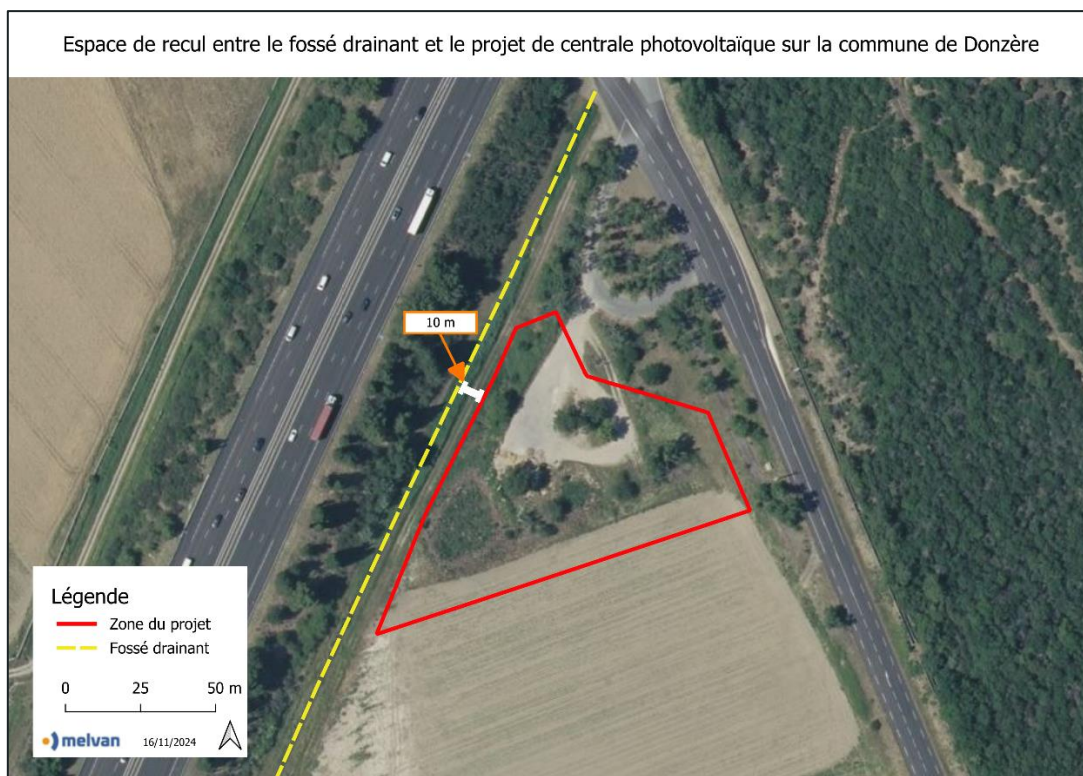 Espace de recul entre le fossé drainant et le projet de centrale photovoltaïque sur la commune de Donzère
10 m
Légende
Zone du projet
Fossé drainant
0 25 50 m
melvan 16/11/2024